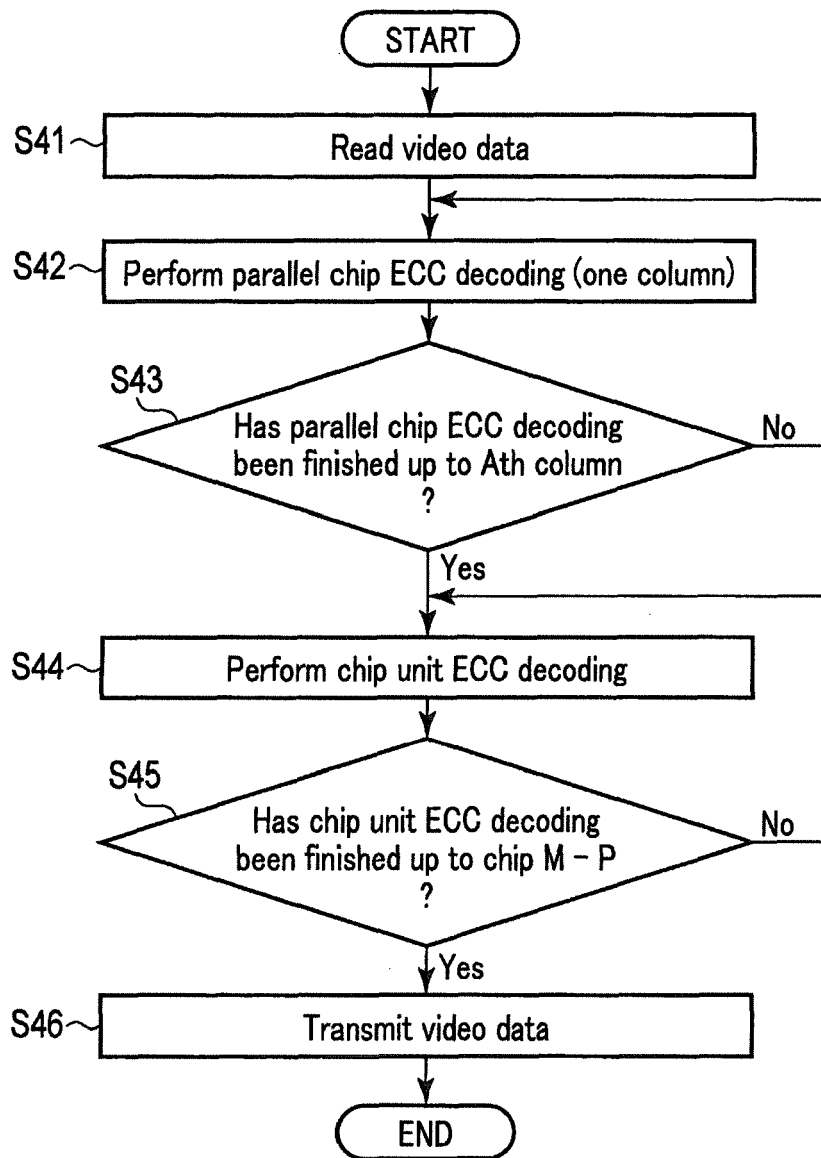 START
S41
Read video data
S42
Perform parallel chip ECC decoding (one column)
S43
Has parallel chip ECC decoding
been finished up to Ath column
?
No
Yes
S44
Perform chip unit ECC decoding
S45
Has chip unit ECC decoding
been finished up to chip M – P
?
No
Yes
S46
Transmit video data
END